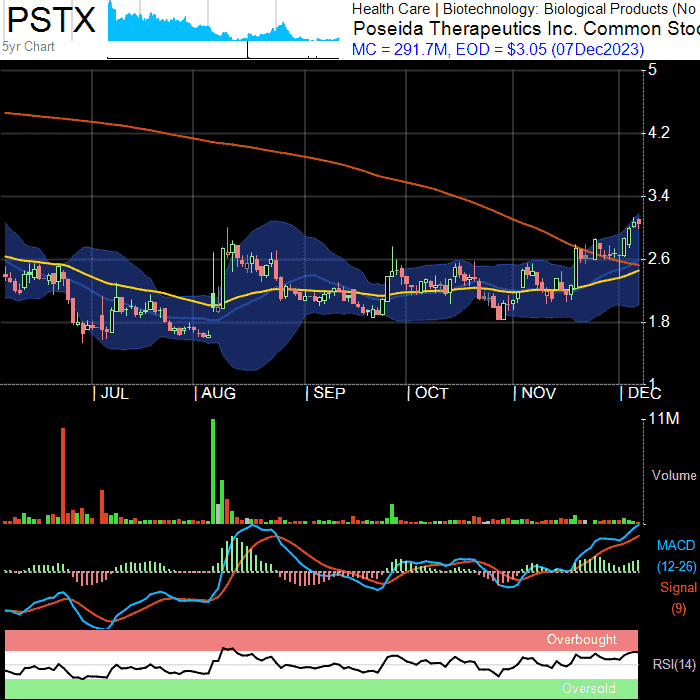 PSTX
5yr Chart
Health Care | Biotechnology: Biological Products (No
Poseida Therapeutics Inc. Common Stoc
MC = 291.7M, EOD = $3.05 (07Dec2023)
5
4.2
3.4
2.6
1.8
1
JUL AUG SEP OCT NOV DEC
11M
Volume
MACD
(12-26)
Signal
(9)
Overbought
RSI(14)
Oversold